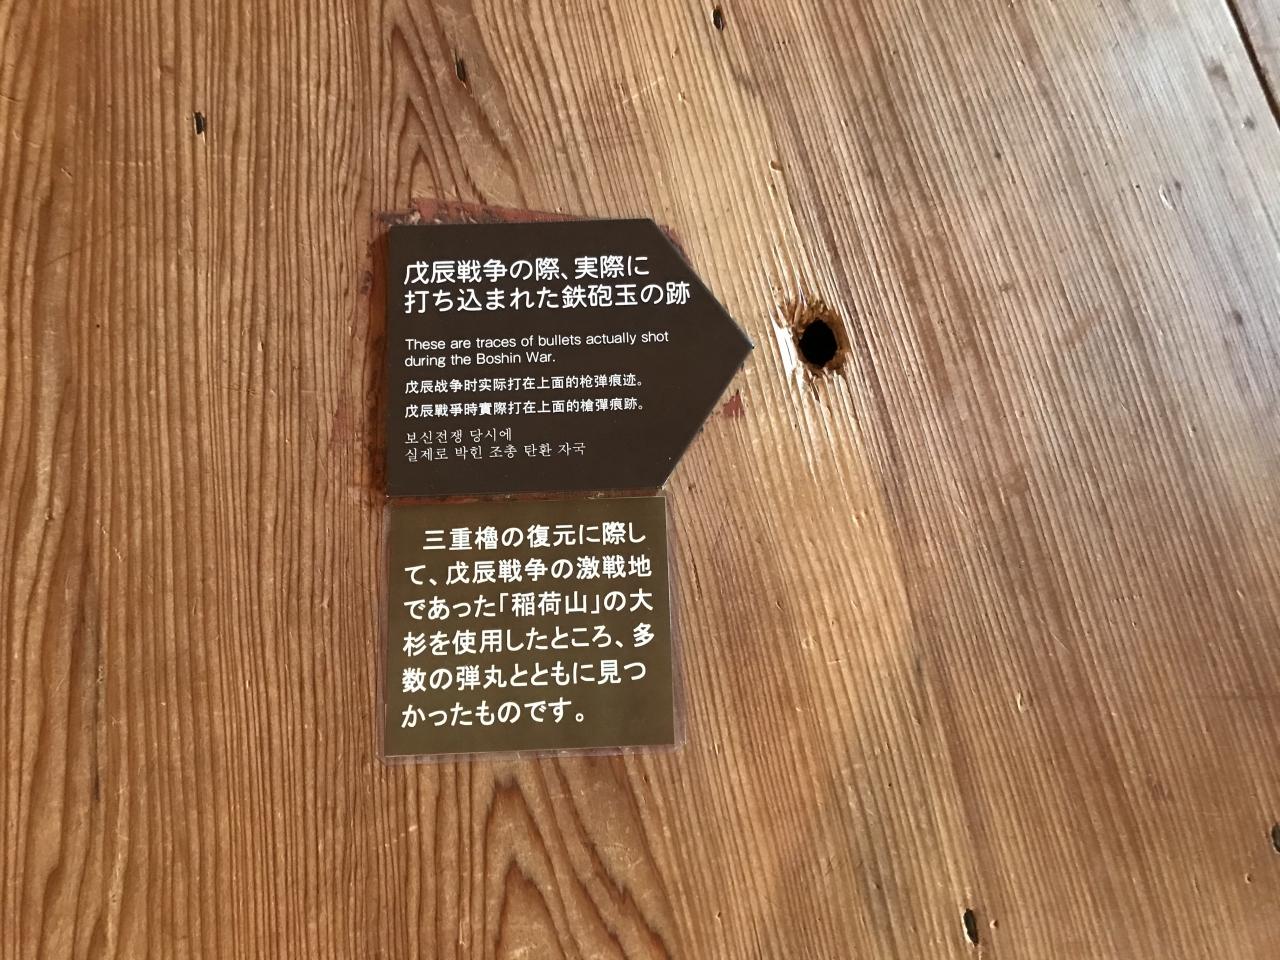 戊辰戦争の際、実際に
打ち込まれた鉄砲玉の跡
These are traces of bullets actually shot
during the Boshin War.
戊辰战争时实际打在上面的枪弹痕迹。
戊辰戰爭時實際打在上面的槍彈痕跡。
보신전쟁 당시에
실제로 박힌 조총 탄환 자국
三重櫓の復元に際し
て、戊辰戦争の激戦地
であった「稲荷山」の大
杉を使用したところ、多
数の弾丸とともに見つ
かったものです。